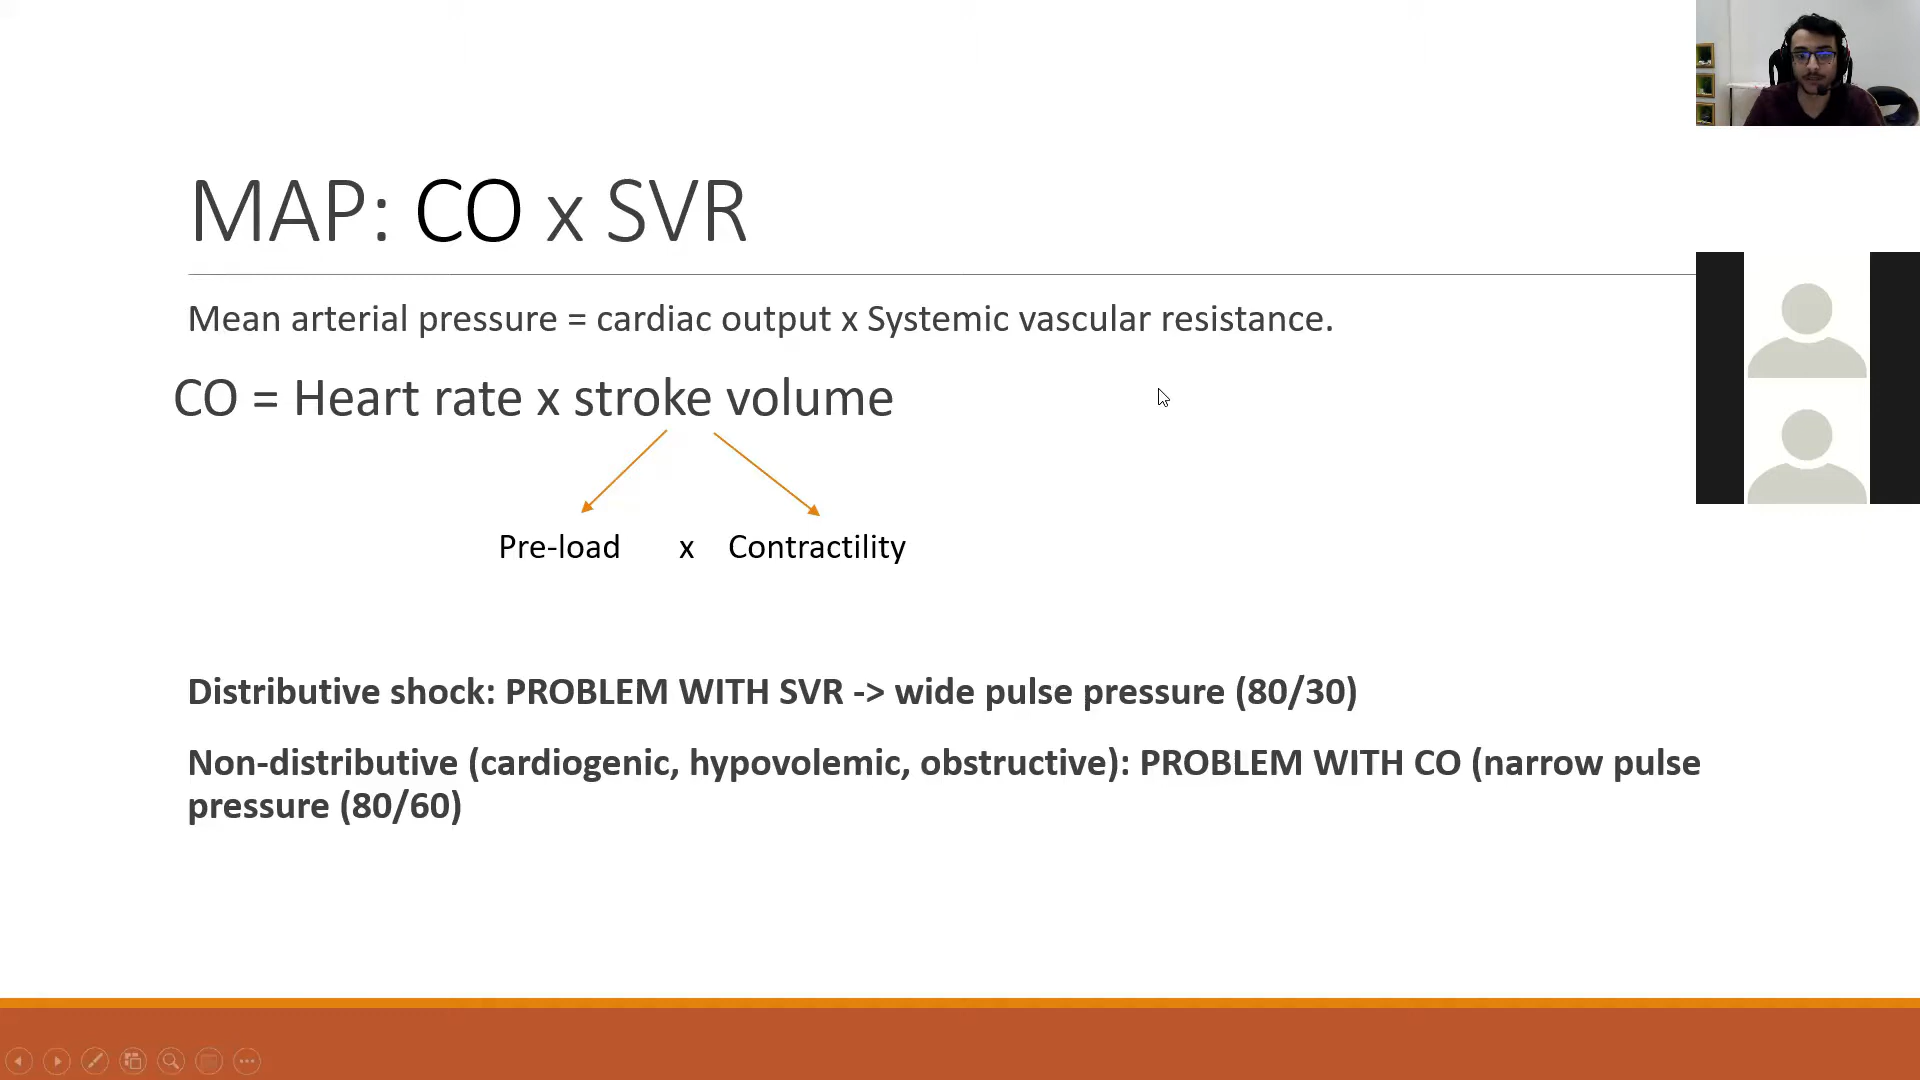 MAP: CO x SVR
Mean arterial pressure = cardiac output x Systemic vascular resistance.
CO = Heart rate x stroke volume
Pre-load x Contractility
Distributive shock: PROBLEM WITH SVR -> wide pulse pressure (80/30)
Non-distributive (cardiogenic, hypovolemic, obstructive): PROBLEM WITH CO (narrow pulse
pressure (80/60)